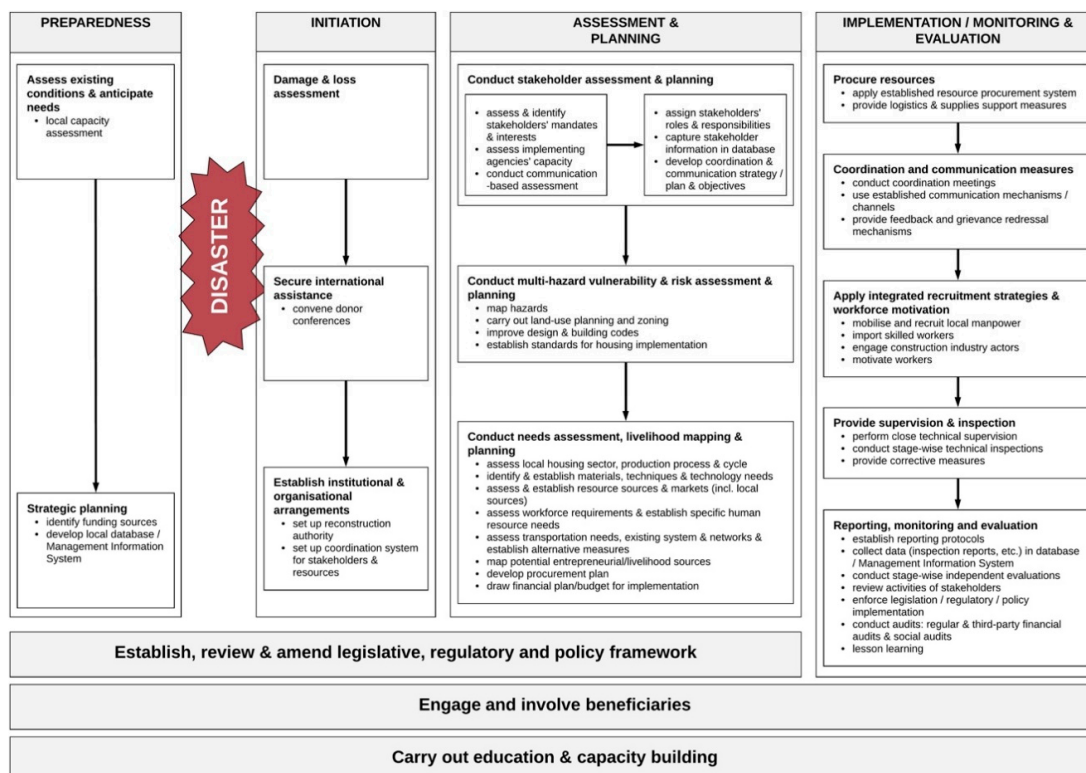 PREPAREDNESS
Assess existing
conditions & anticipate
needs
• local capacity
assessment
Strategic planning
• identify funding sources
• develop local database /
Management Information
System
DISASTER
INITIATION
Damage & loss
assessment
Secure international
assistance
• convene donor
conferences
Establish institutional &
organisational
arrangements
• set up reconstruction
authority
• set up coordination system
for stakeholders &
resources
ASSESSMENT &
PLANNING
Conduct stakeholder assessment & planning
• assess & identify
stakeholders' mandates
& interests
• assess implementing
agencies' capacity
• conduct communication
-based assessment
• assign stakeholders'
roles & responsibilities
• capture stakeholder
information in database
• develop coordination &
communication strategy /
plan & objectives
Conduct multi-hazard vulnerability & risk assessment &
planning
• map hazards
• carry out land-use planning and zoning
• improve design & building codes
• establish standards for housing implementation
Conduct needs assessment, livelihood mapping &
planning
• assess local housing sector, production process & cycle
• identify & establish materials, techniques & technology needs
• assess & establish resource sources & markets (incl. local
sources)
• assess workforce requirements & establish specific human
resource needs
• assess transportation needs, existing system & networks &
establish alternative measures
• map potential entrepreneurial/livelihood sources
• develop procurement plan
• draw financial plan/budget for implementation
IMPLEMENTATION / MONITORING &
EVALUATION
Procure resources
• apply established resource procurement system
• provide logistics & supplies support measures
Coordination and communication measures
• conduct coordination meetings
• use established communication mechanisms /
channels
• provide feedback and grievance redressal
mechanisms
Apply integrated recruitment strategies &
workforce motivation
• mobilise and recruit local manpower
• import skilled workers
• engage construction industry actors
• motivate workers
Provide supervision & inspection
• perform close technical supervision
• conduct stage-wise technical inspections
• provide corrective measures
Reporting, monitoring and evaluation
• establish reporting protocols
• collect data (inspection reports, etc.) in database
/ Management Information System
• conduct stage-wise independent evaluations
• review activities of stakeholders
• enforce legislation / regulatory / policy
implementation
• conduct audits: regular & third-party financial
audits & social audits
• lesson learning
Establish, review & amend legislative, regulatory and policy framework
Engage and involve beneficiaries
Carry out education & capacity building